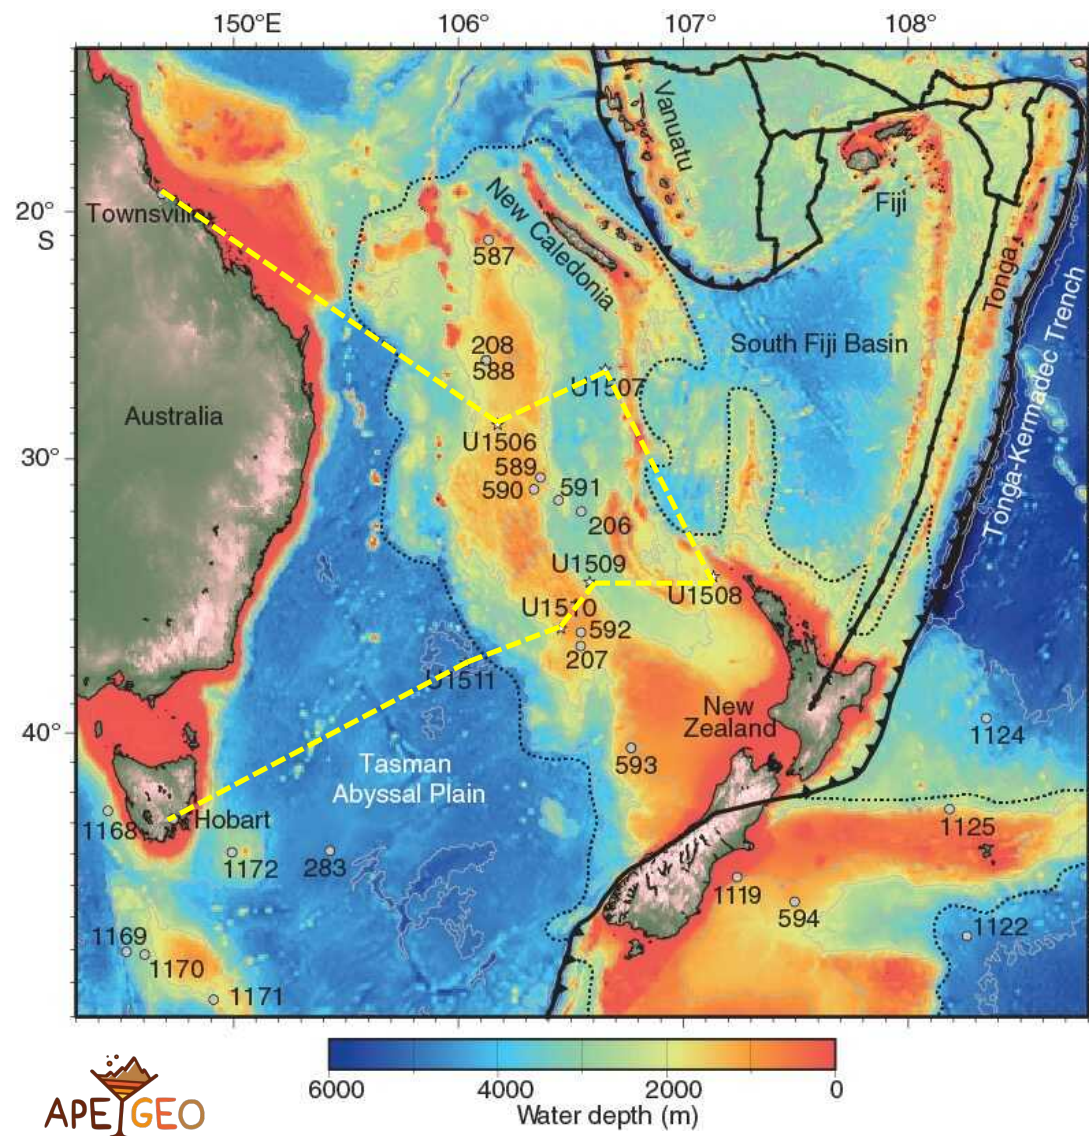 150°E 106° 107° 108°
20°
S
30°
40°
Townsville
Vanuatu
New Caledonia
Fiji
Tonga
Tonga-Kermadec Trench
587
208
588
South Fiji Basin
U1507
Australia
U1506
589
590
591
206
U1509
U1508
U1510
592
207
U1511
New
Zealand
1124
593
Tasman
Abyssal Plain
1168
Hobart
1125
1172
283
1119
594
1122
1169
1170
1171
6000 4000 2000 0
Water depth (m)
APE GEO